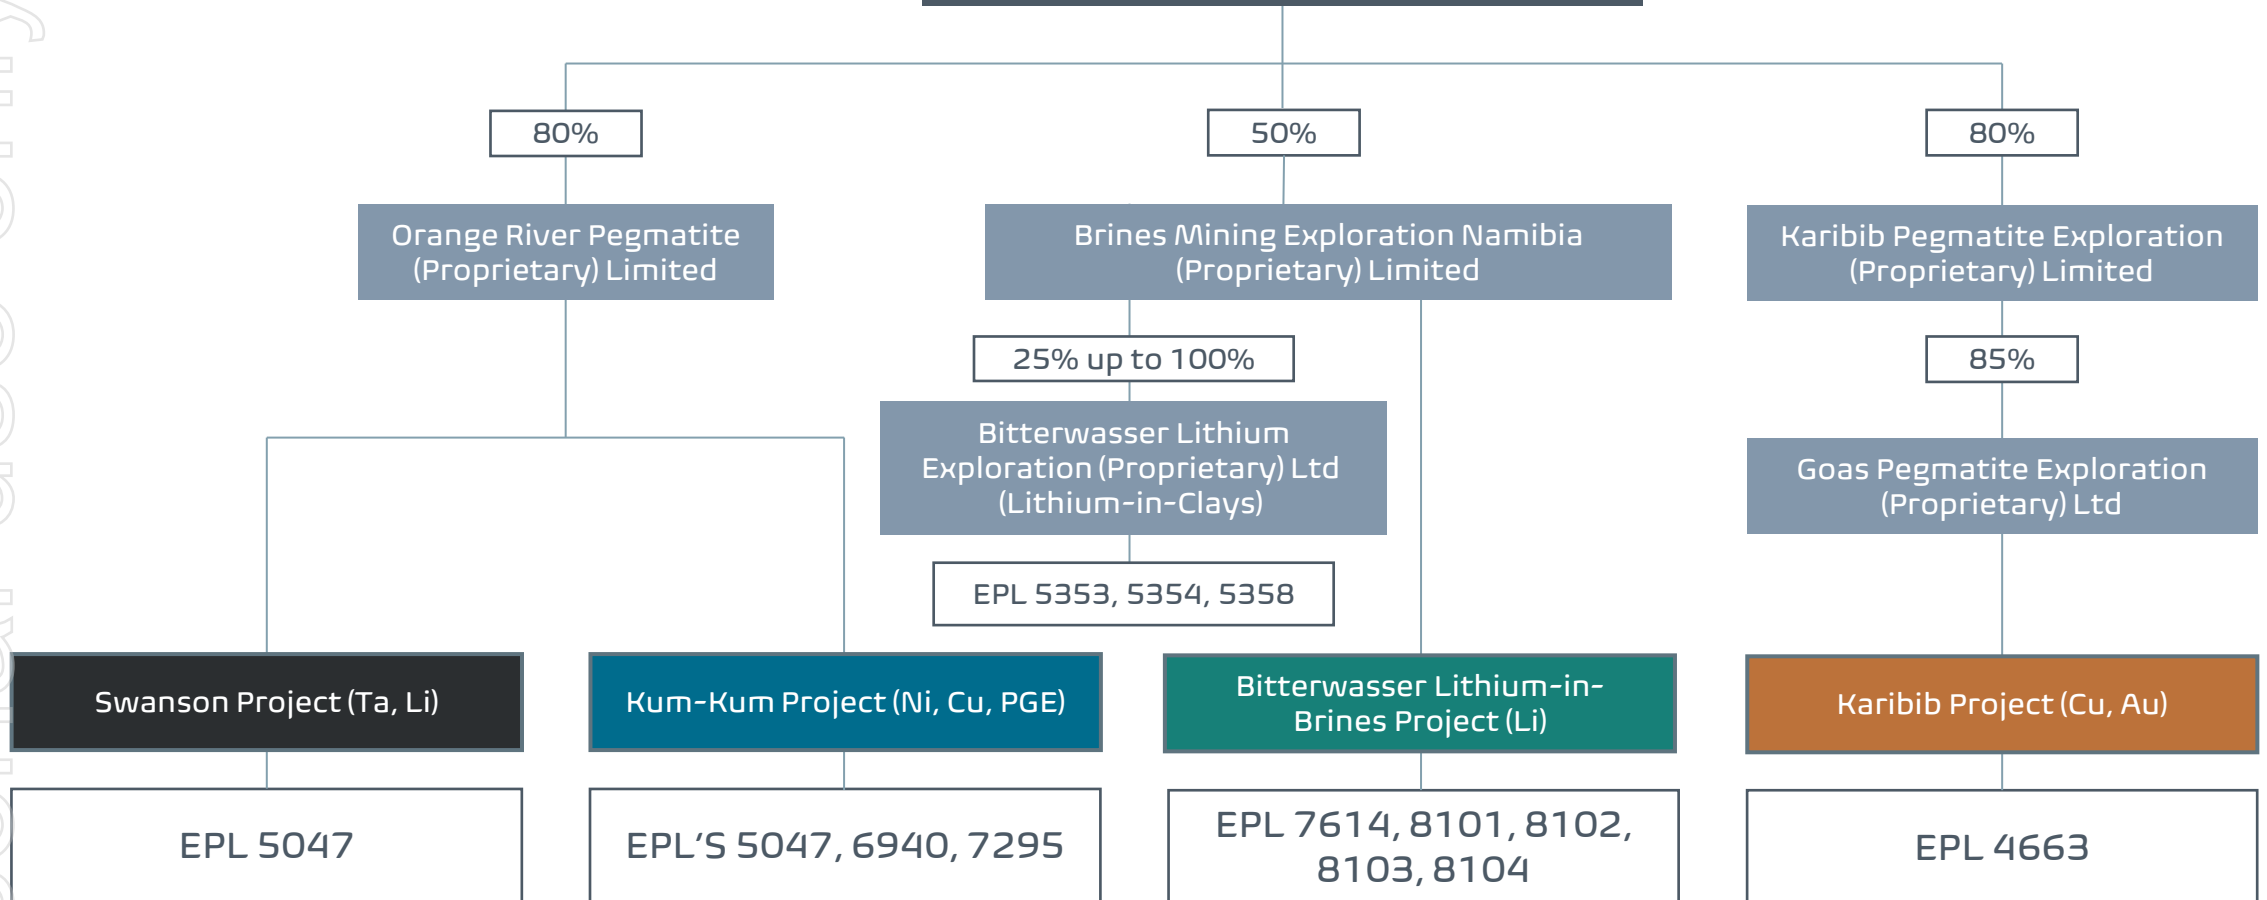 80%
50%
80%
Orange River Pegmatite
(Proprietary) Limited
Brines Mining Exploration Namibia
(Proprietary) Limited
Karibib Pegmatite Exploration
(Proprietary) Limited
25% up to 100%
85%
Bitterwasser Lithium
Exploration (Proprietary) Ltd
(Lithium-in-Clays)
Goas Pegmatite Exploration
(Proprietary) Ltd
EPL 5353, 5354, 5358
Swanson Project (Ta, Li)
Kum-Kum Project (Ni, Cu, PGE)
Bitterwasser Lithium-in-
Brines Project (Li)
Karibib Project (Cu, Au)
EPL 5047
EPL’S 5047, 6940, 7295
EPL 7614, 8101, 8102,
8103, 8104
EPL 4663